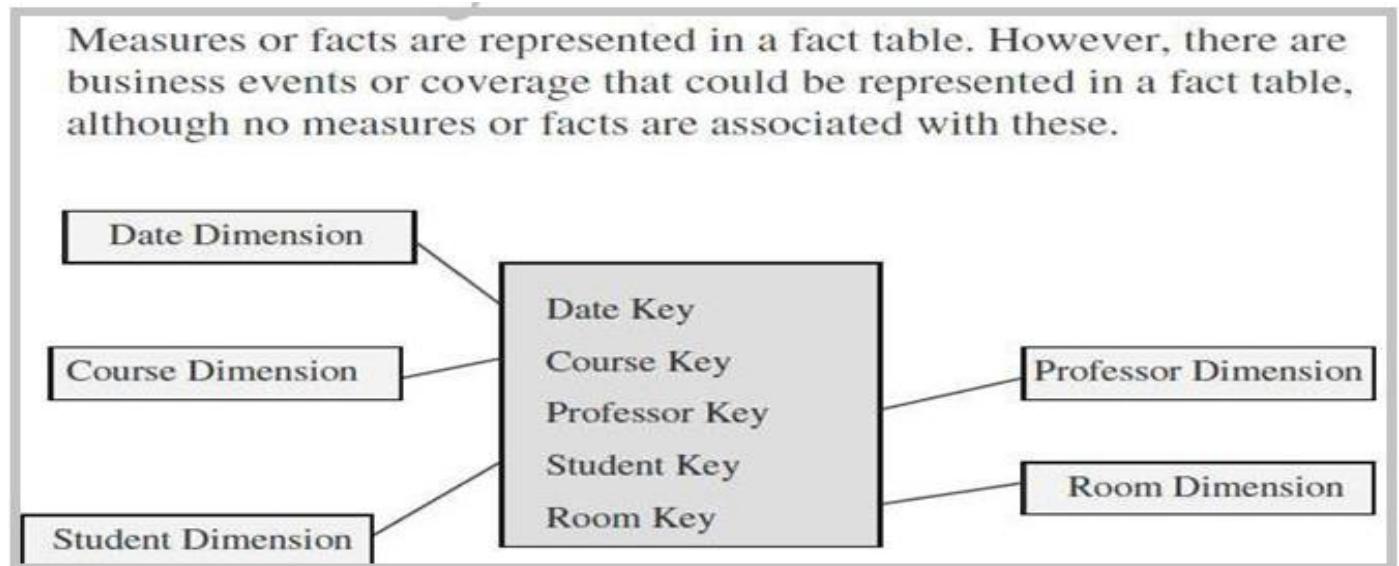 Measures or facts are represented in a fact table. However, there are
business events or coverage that could be represented in a fact table,
although no measures or facts are associated with these.
Date Dimension
Course Dimension
Student Dimension
Date Key
Course Key
Professor Key
Student Key
Room Key
Professor Dimension
Room Dimension